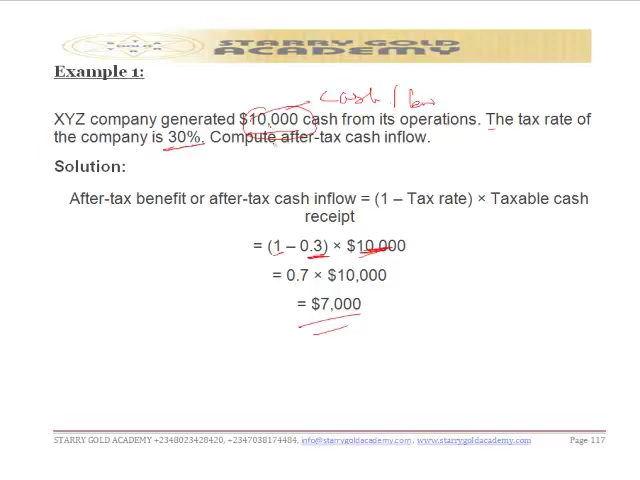 STARRY GOLD
ACADEMY
Example 1:
cash
XYZ company generated $10,000 cash from its operations. The tax rate of
the company is 30%. Compute after-tax cash inflow.
Solution:
After-tax benefit or after-tax cash inflow = (1 – Tax rate) × Taxable cash
receipt
= (1 – 0.3) × $10,000
= 0.7 × $10,000
= $7,000
STARRY GOLD ACADEMY +2348023428420, +2347038174484, info@starrygoldacademy.com, www.starrygoldacademy.com Page 117